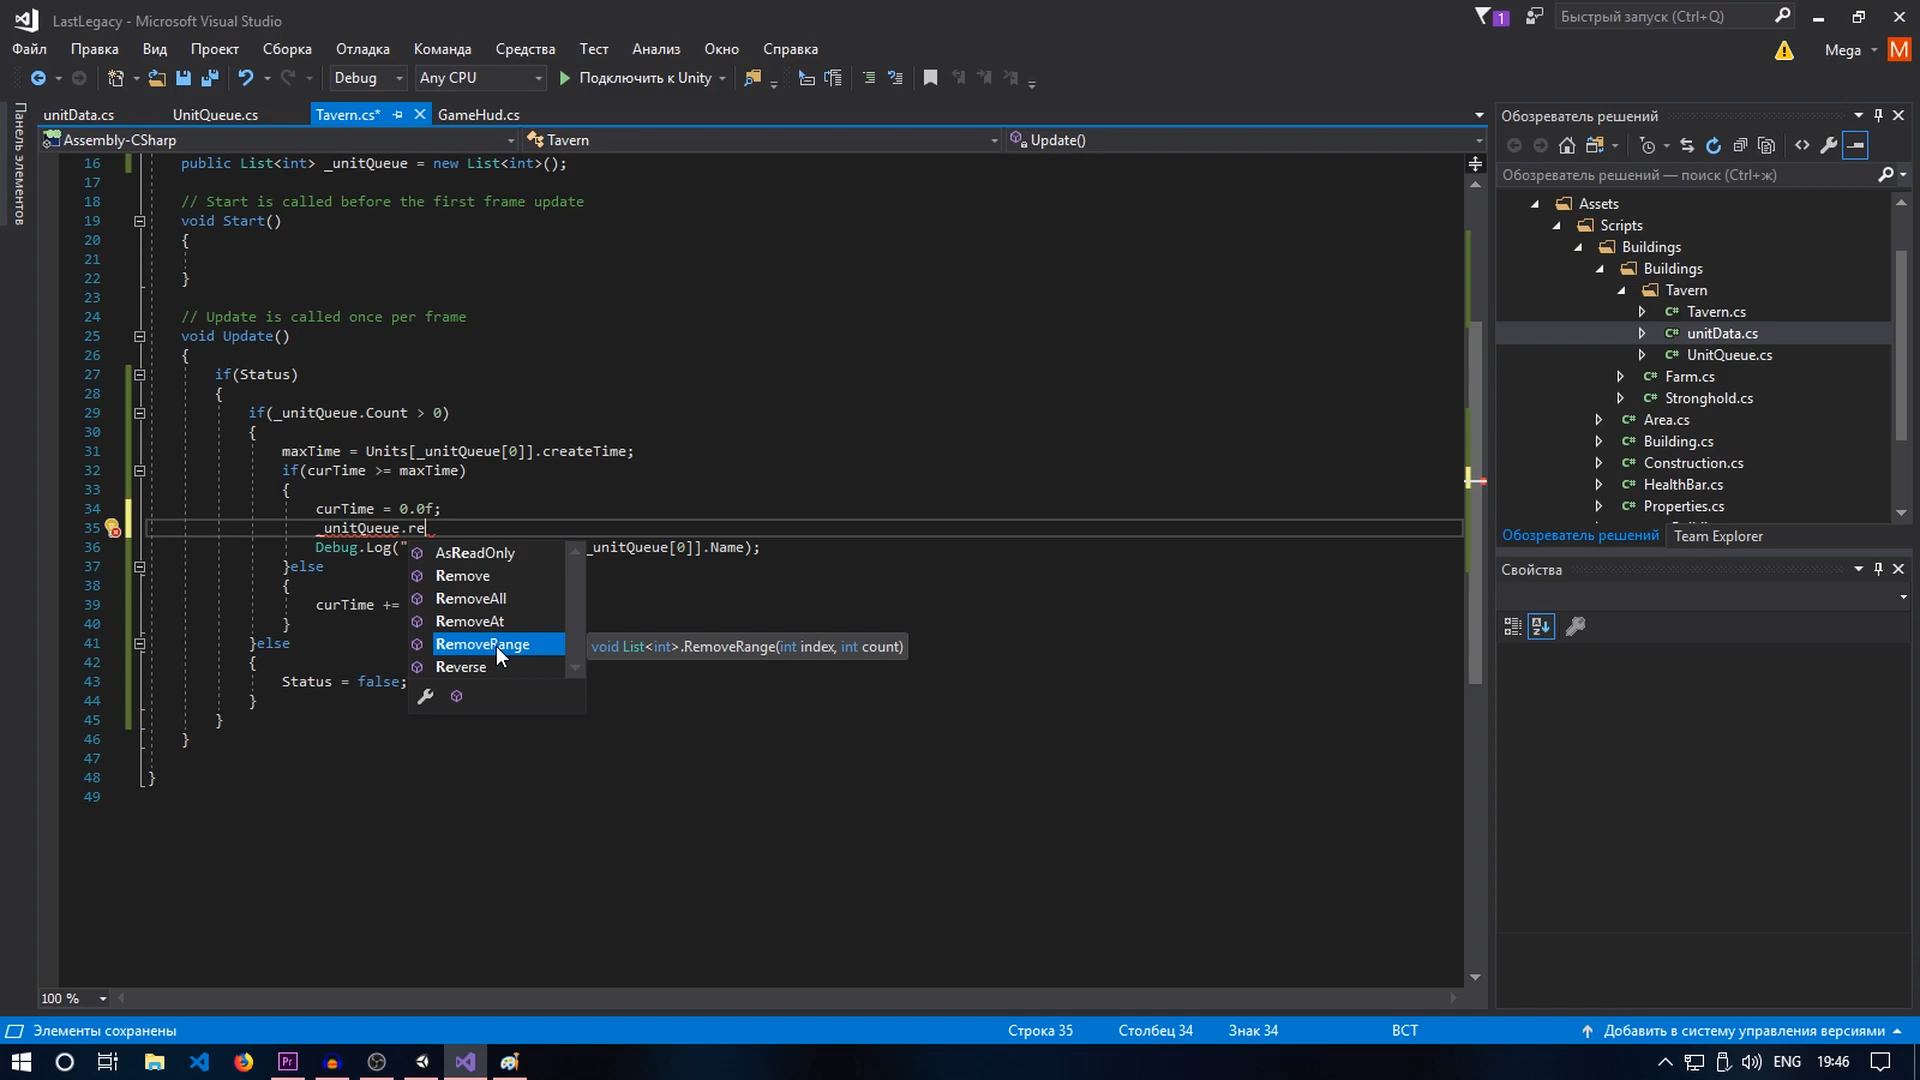 LastLegacy - Microsoft Visual Studio
1
Быстрый запуск (Ctrl+Q)
Файл Правка Вид Проект Сборка Отладка Команда Средства Тест Анализ Окно Справка
Mega M
Debug Any CPU Подключить к Unity
Панель элементов
unitData.cs UnitQueue.cs Tavern.cs* GameHud.cs
Assembly-CSharp Tavern Update()
16 public List<int> _unitQueue = new List<int>();
17
18 // Start is called before the first frame update
19 void Start()
20 {
21
22 }
23
24 // Update is called once per frame
25 void Update()
26 {
27 if(Status)
28 {
29 if(_unitQueue.Count > 0)
30 {
31 maxTime = Units[_unitQueue[0]].createTime;
32 if(curTime >= maxTime)
33 {
34 curTime = 0.0f;
35 _unitQueue.re
36 Debug.Log(" _unitQueue[0]].Name);
37 }else
38 {
39 curTime +=
40 }
41 }else
42 {
43 Status = false;
44 }
45 }
46 }
47
48 }
49
AsReadOnly
Remove
RemoveAll
RemoveAt
RemoveRange
Reverse
void List<int>.RemoveRange(int index, int count)
100 %
Обозреватель решений
Обозреватель решений — поиск (Ctrl+ж)
Assets
Scripts
Buildings
Buildings
Tavern
C# Tavern.cs
C# unitData.cs
C# UnitQueue.cs
C# Farm.cs
C# Stronghold.cs
C# Area.cs
C# Building.cs
C# Construction.cs
C# HealthBar.cs
C# Properties.cs
Обозреватель решений Team Explorer
Свойства
Элементы сохранены Строка 35 Столбец 34 Знак 34 ВСТ Добавить в систему управления версиями
Pr ENG 19:46